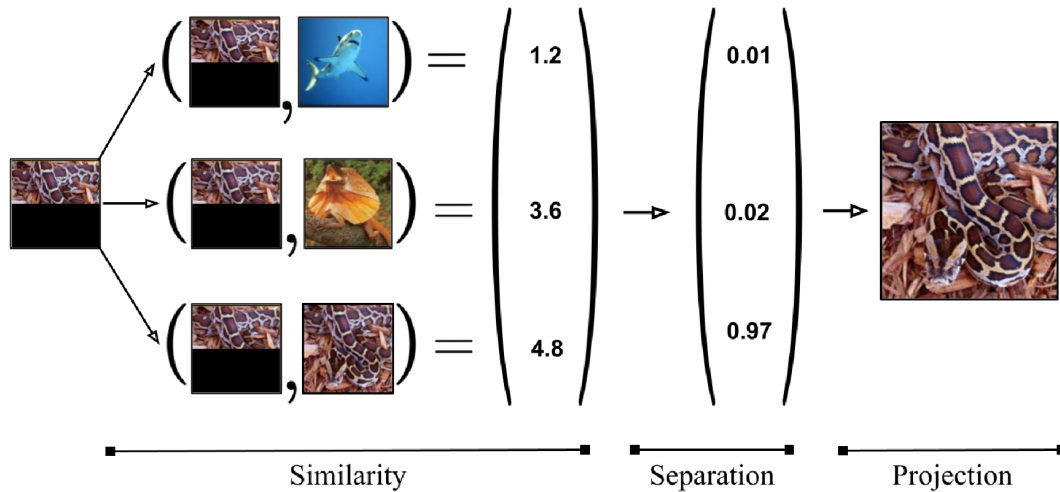 ( , ) = 1.2 0.01
( , ) = 3.6 0.02
( , ) = 4.8 0.97
Similarity Separation Projection